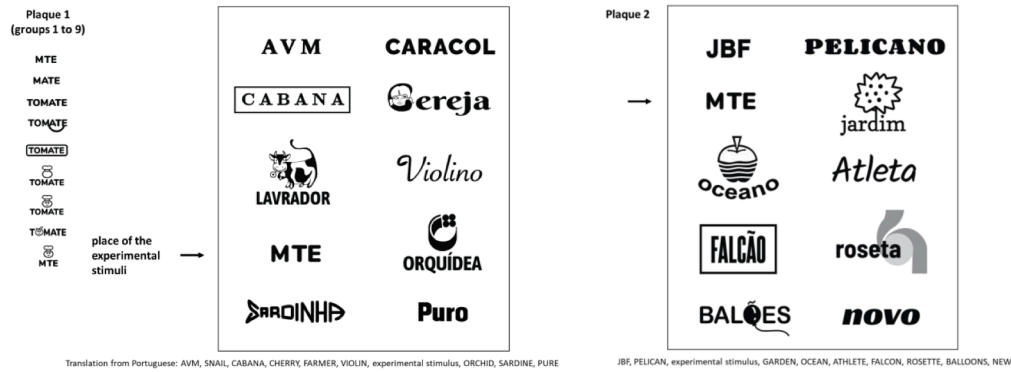 Plaque 1
(groups 1 to 9)
MTE
MATE
TOMATE
TOMATE
TOMATE
TOMATE
TOMATE
TOMATE
MTE
place of the
experimental
stimuli
AVM
CARACOL
CABANA
Cereja
LAVRADOR
Violino
MTE
ORQUÍDEA
SARDINHA
Puro
Translation from Portuguese: AVM, SNAIL, CABANA, CHERRY, FARMER, VIOLIN, experimental stimulus, ORCHID, SARDINE, PURE
Plaque 2
JBF
PELICANO
MTE
jardim
oceano
Atleta
FALCÃO
roseta
BALÕES
novo
JBF, PELICAN, experimental stimulus, GARDEN, OCEAN, ATHLETE, FALCON, ROSETTE, BALLOONS, NEW